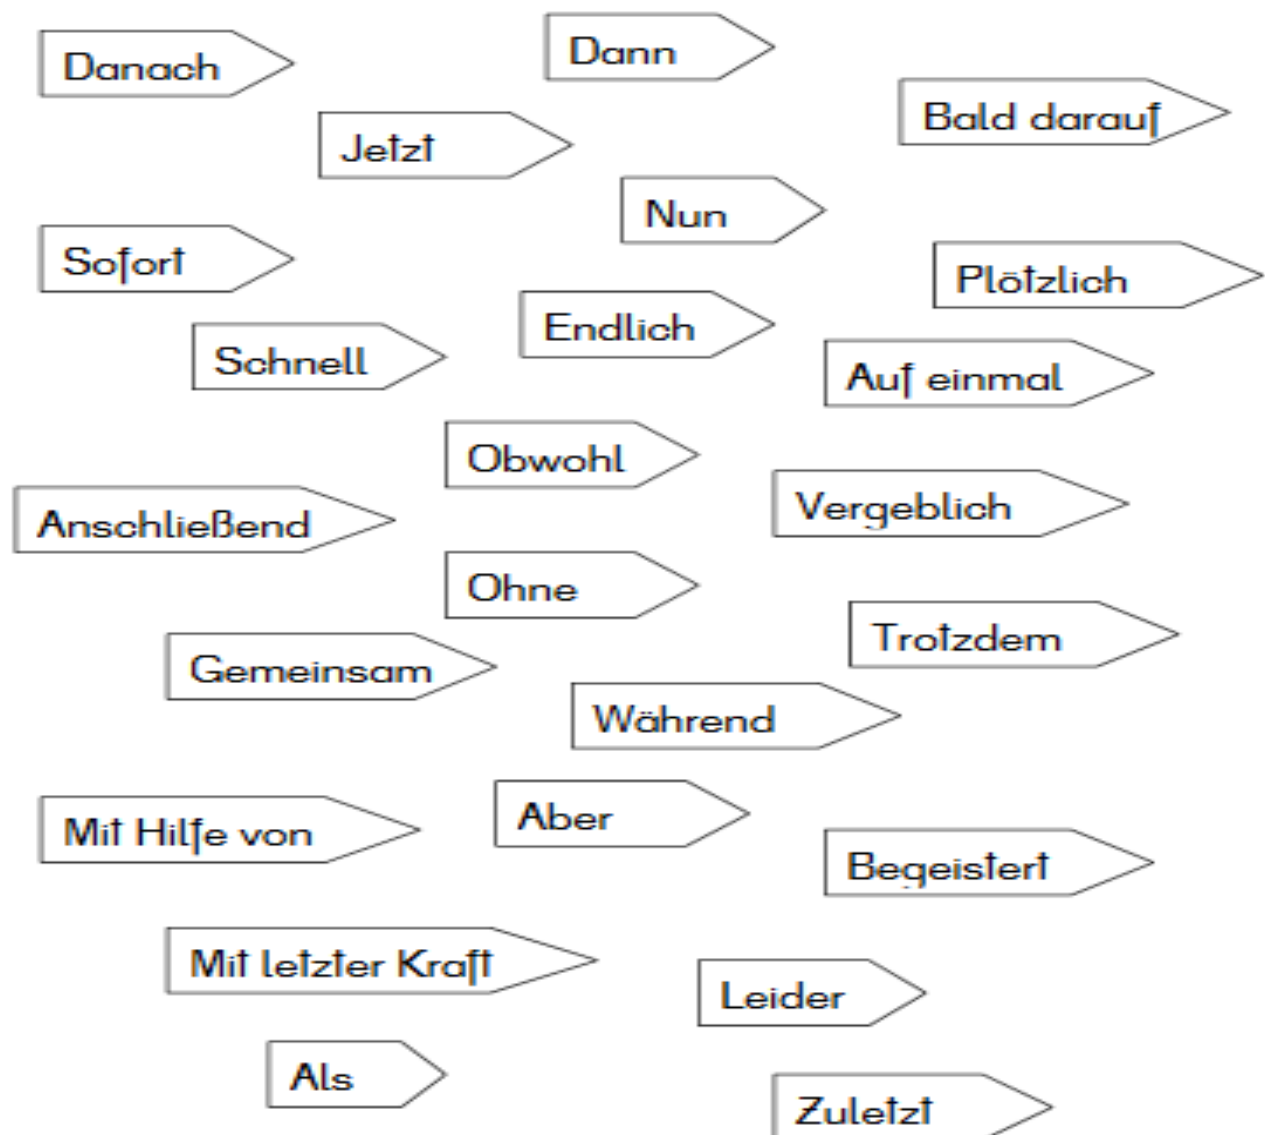 Danach
Dann
Bald darauf
Jetzt
Nun
Sofort
Plötzlich
Endlich
Schnell
Auf einmal
Obwohl
Vergeblich
Anschließend
Ohne
Trotzdem
Gemeinsam
Während
Aber
Mit Hilfe von
Begeistert
Mit letzter Kraft
Leider
Als
Zuletzt